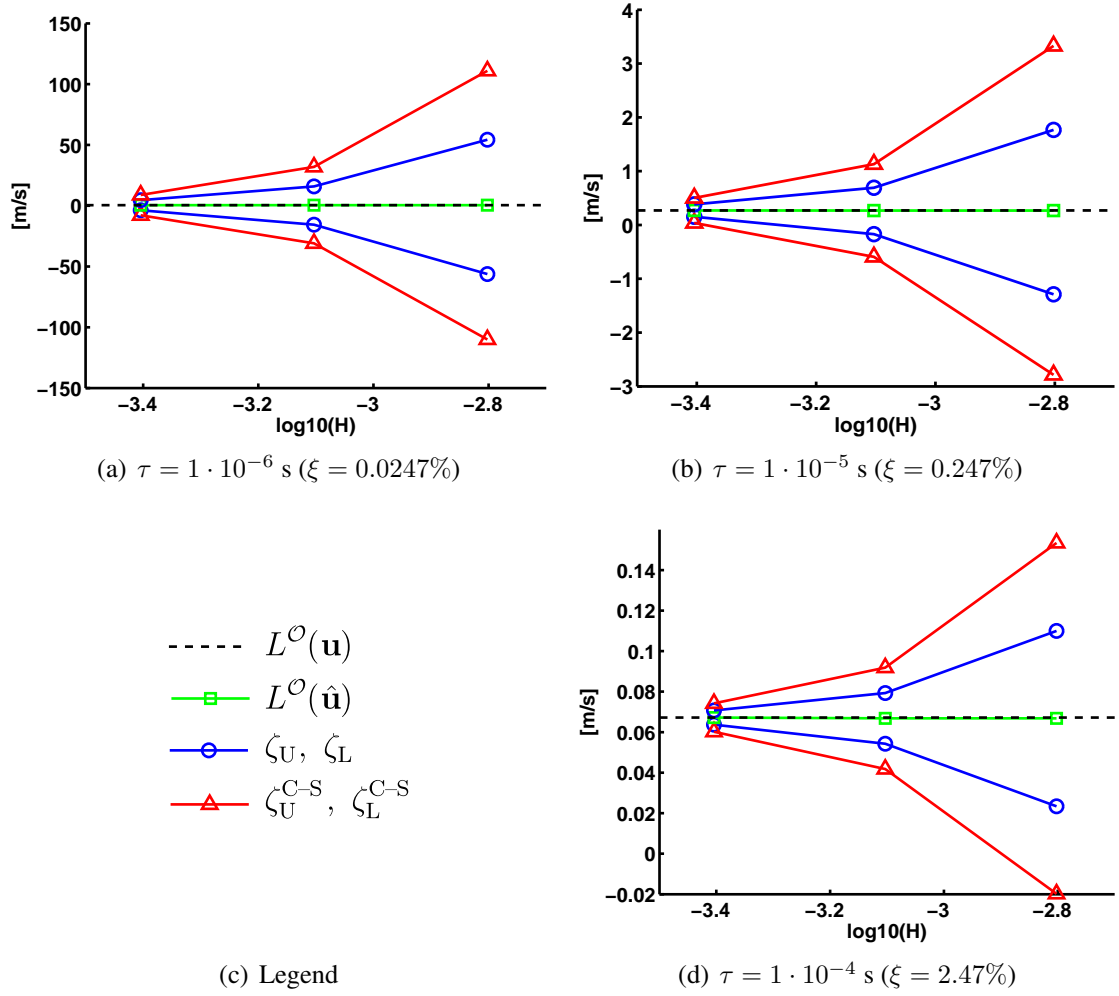 150
100
50
0
−50
−100
−150
[m/s]
−3.4 −3.2 −3 −2.8
log10(H)
(a) τ = 1 · 10⁻⁶ s (ξ = 0.0247%)
4
3
2
1
0
−1
−2
−3
[m/s]
−3.4 −3.2 −3 −2.8
log10(H)
(b) τ = 1 · 10⁻⁵ s (ξ = 0.247%)
L^𝒪(u)
L^𝒪(û)
ζ_U, ζ_L
ζ_U^{C–S}, ζ_L^{C–S}
(c) Legend
0.14
0.12
0.1
0.08
0.06
0.04
0.02
0
−0.02
[m/s]
−3.4 −3.2 −3 −2.8
log10(H)
(d) τ = 1 · 10⁻⁴ s (ξ = 2.47%)